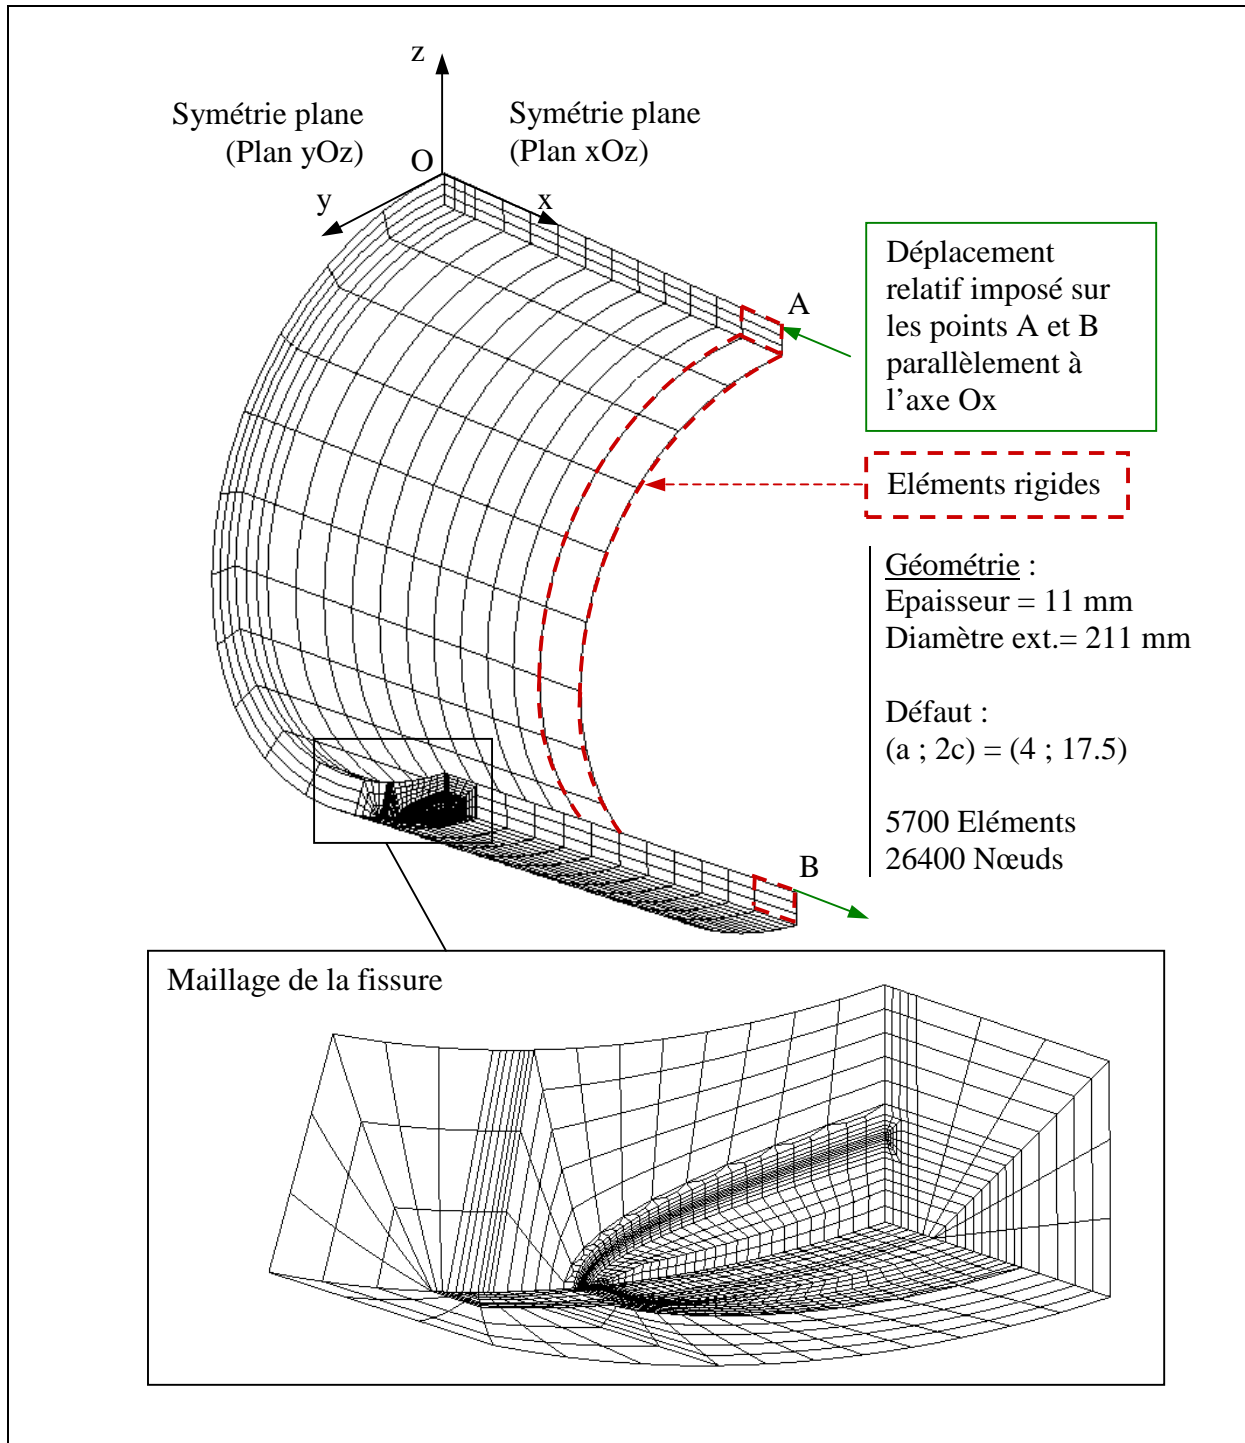 z
Symétrie plane
(Plan yOz)
Symétrie plane
(Plan xOz)
O
y
x
A
Déplacement
relatif imposé sur
les points A et B
parallèlement à
l’axe Ox
Eléments rigides
Géométrie :
Epaisseur = 11 mm
Diamètre ext.= 211 mm
Défaut :
(a ; 2c) = (4 ; 17.5)
5700 Eléments
26400 Nœuds
B
Maillage de la fissure